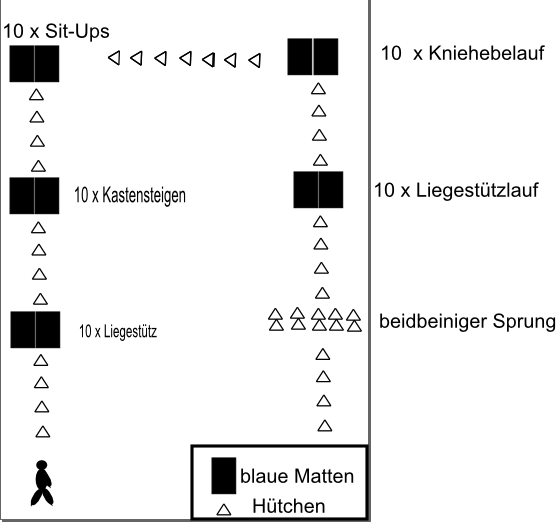 10 x Sit-Ups
10 x Kniehebelauf
10 x Kastensteigen
10 x Liegestützlauf
10 x Liegestütz
beidbeiniger Sprung
blaue Matten
Hütchen